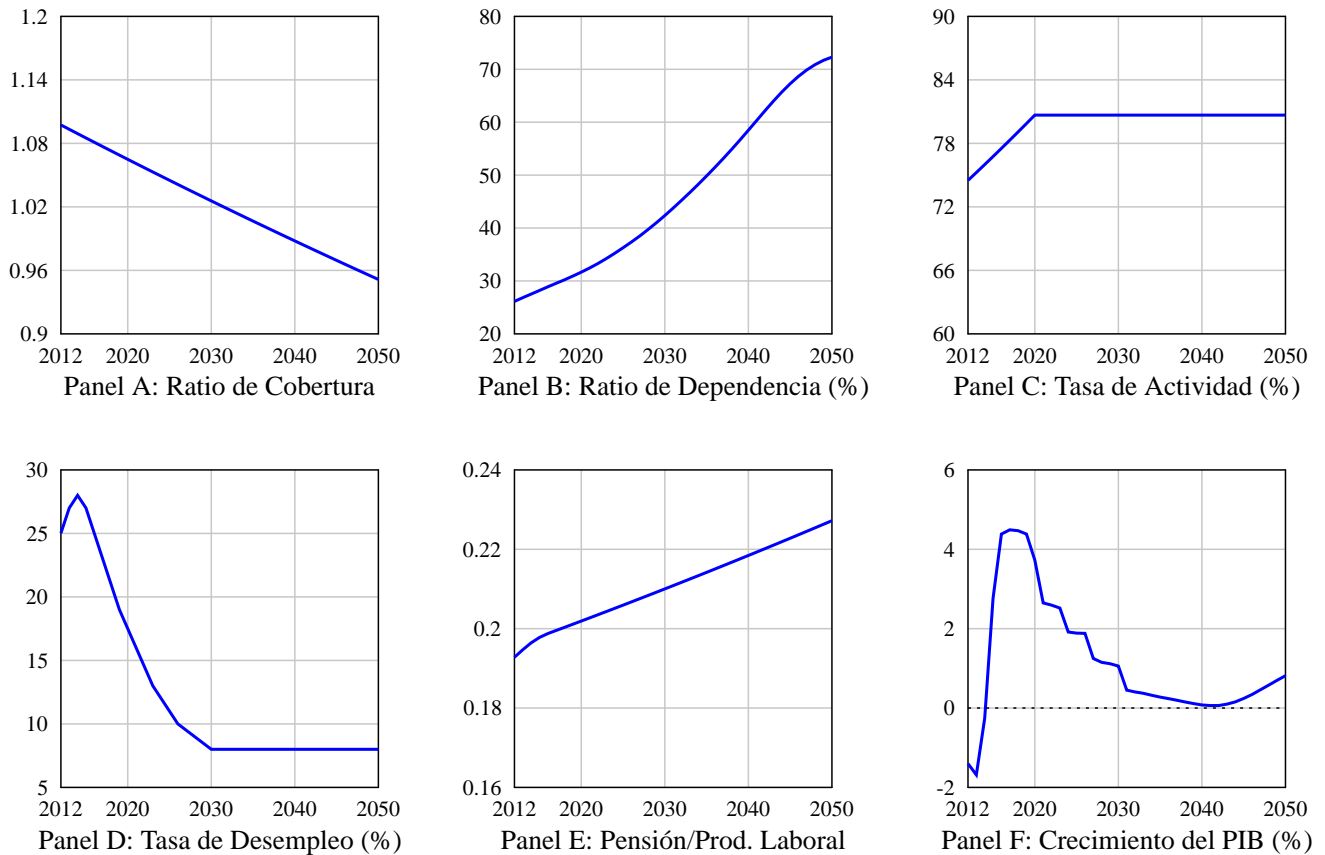 1.2
1.14
1.08
1.02
0.96
0.9
2012 2020 2030 2040 2050
Panel A: Ratio de Cobertura
80
70
60
50
40
30
20
2012 2020 2030 2040 2050
Panel B: Ratio de Dependencia (%)
90
84
78
72
66
60
2012 2020 2030 2040 2050
Panel C: Tasa de Actividad (%)
30
25
20
15
10
5
2012 2020 2030 2040 2050
Panel D: Tasa de Desempleo (%)
0.24
0.22
0.2
0.18
0.16
2012 2020 2030 2040 2050
Panel E: Pensión/Prod. Laboral
6
4
2
0
-2
2012 2020 2030 2040 2050
Panel F: Crecimiento del PIB (%)